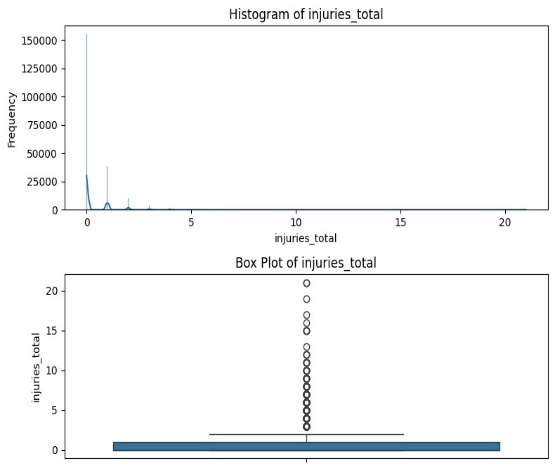 Histogram of injuries_total
150000
125000
100000
75000
50000
25000
0
Frequency
0 5 10 15 20
injuries_total
Box Plot of injuries_total
20
15
10
5
0
injuries_total